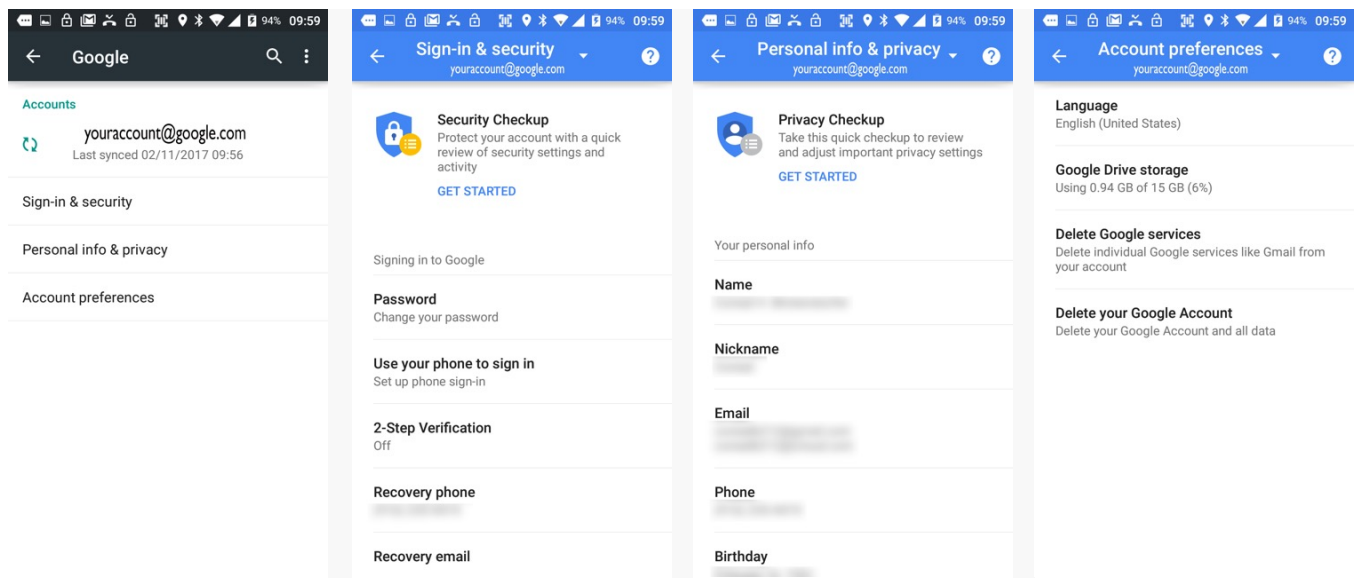 94% 09:59
Google
Accounts
youraccount@google.com
Last synced 02/11/2017 09:56
Sign-in & security
Personal info & privacy
Account preferences
94% 09:59
Sign-in & security
youraccount@google.com
Security Checkup
Protect your account with a quick
review of security settings and
activity
GET STARTED
Signing in to Google
Password
Change your password
Use your phone to sign in
Set up phone sign-in
2-Step Verification
Off
Recovery phone
Recovery email
94% 09:59
Personal info & privacy
youraccount@google.com
Privacy Checkup
Take this quick checkup to review
and adjust important privacy settings
GET STARTED
Your personal info
Name
Nickname
Email
Phone
Birthday
94% 09:59
Account preferences
youraccount@google.com
Language
English (United States)
Google Drive storage
Using 0.94 GB of 15 GB (6%)
Delete Google services
Delete individual Google services like Gmail from
your account
Delete your Google Account
Delete your Google Account and all data